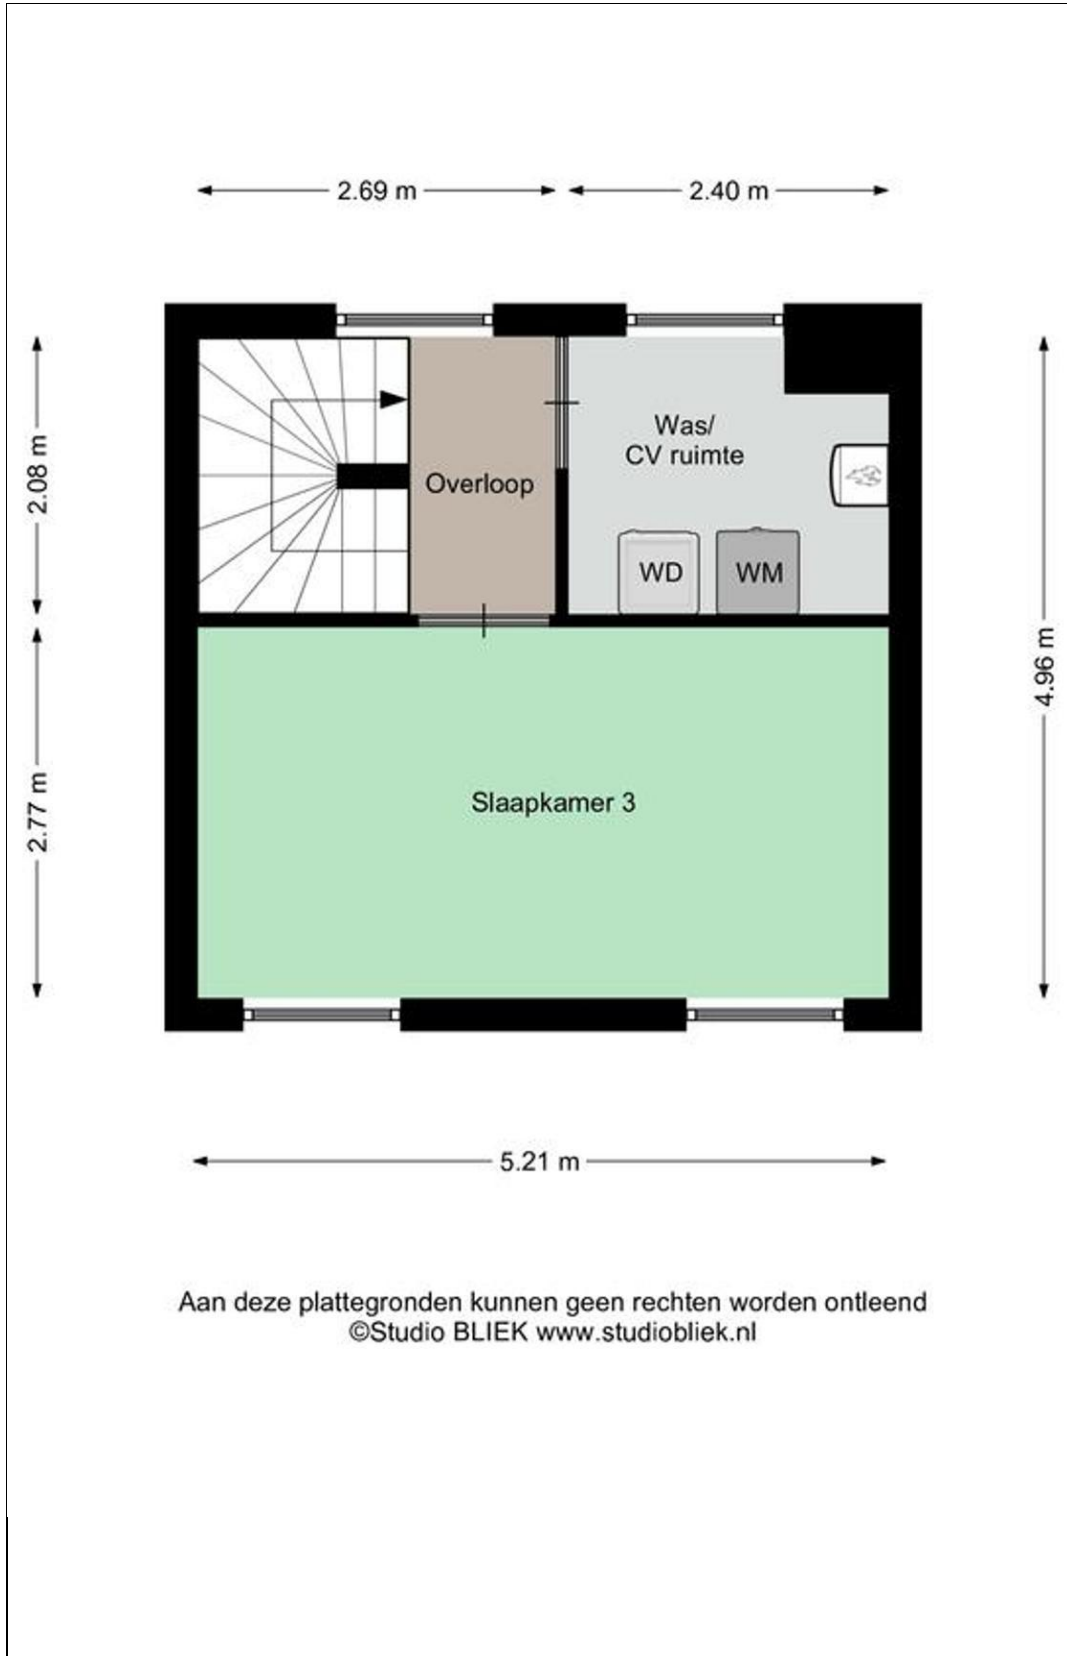 2.69 m
2.40 m
2.08 m
Was/
CV ruimte
Overloop
WD
WM
4.96 m
2.77 m
Slaapkamer 3
5.21 m
Aan deze plattegronden kunnen geen rechten worden ontleend
©Studio BLIEK www.studiobliek.nl